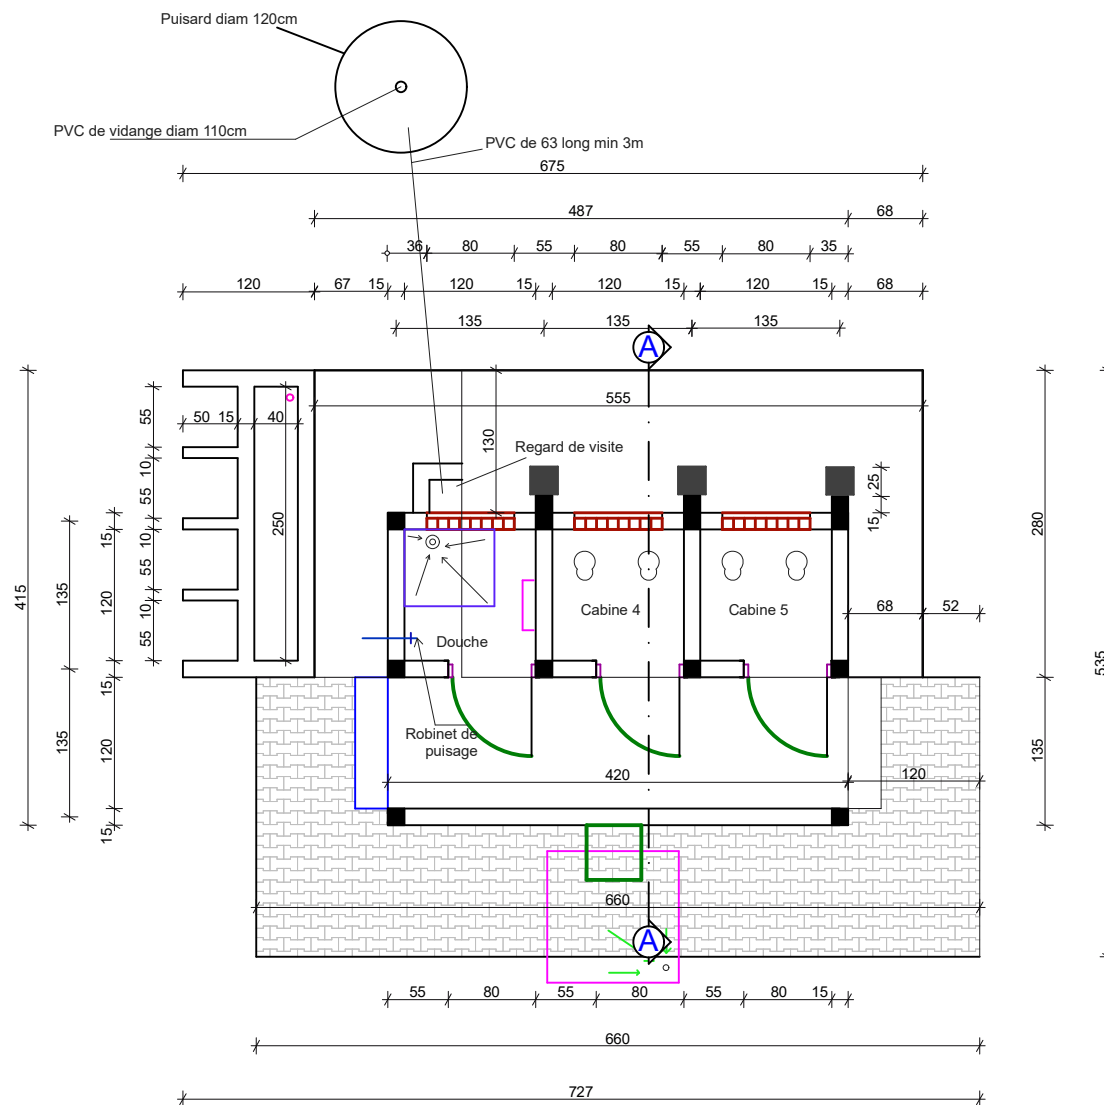 Puisard diam 120cm
PVC de vidange diam 110cm
PVC de 63 long min 3m
675
487 68
36 80 55 80 55 80 35
120 67 15 120 15 120 15 120 15 68
135 135 135
A
555
50 15 40
130
Regard de visite
55
10
55
10
55
10
55
250
15
120
15
120
15
135
135
415
25
15
280
135
535
Cabine 4
Cabine 5
68 52
Douche
Robinet de
puisage
420
120
660
A
55 80 55 80 55 80 15
660
727